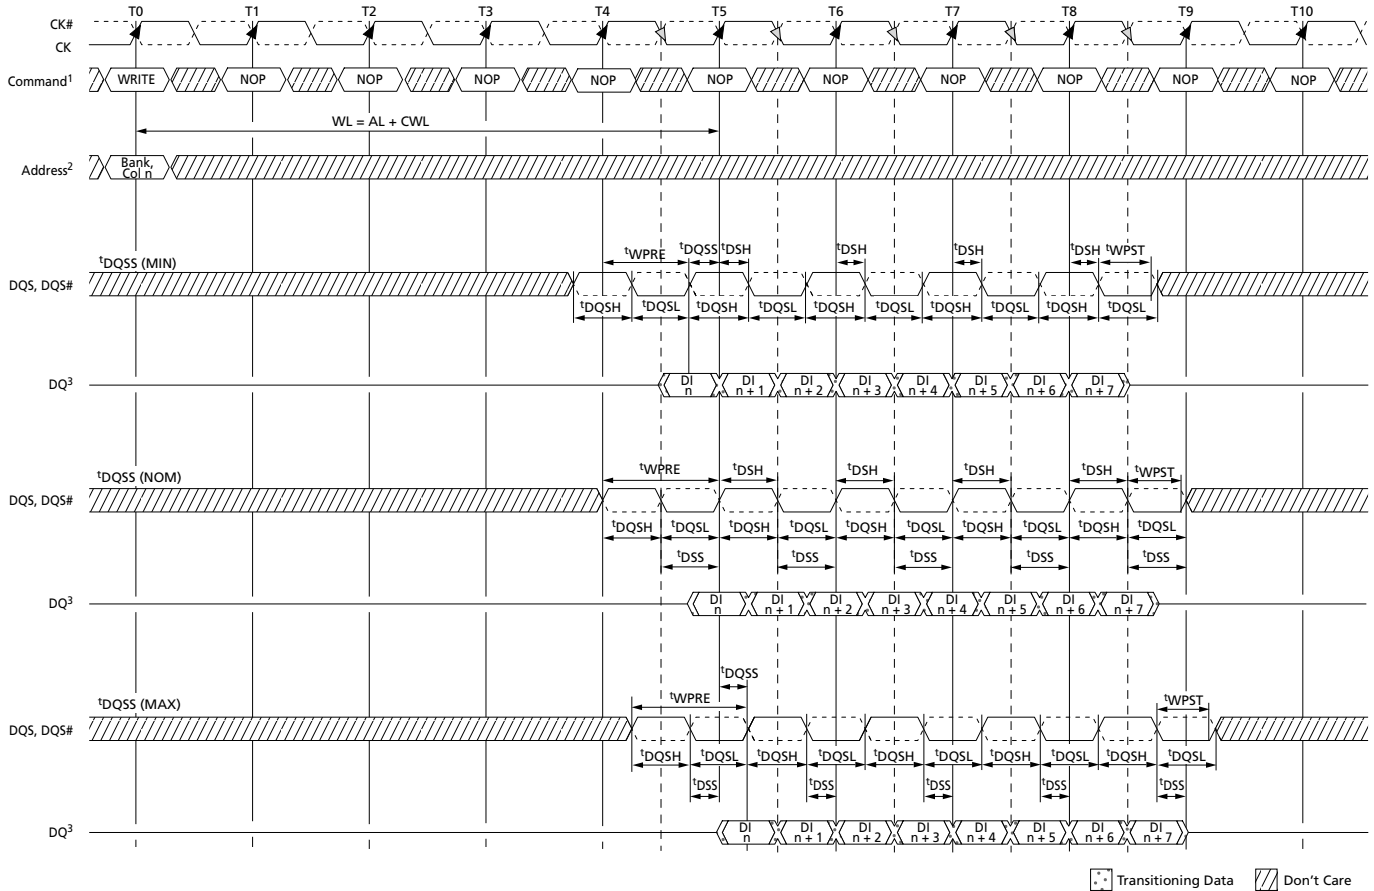 T0 T1 T2 T3 T4 T5 T6 T7 T8 T9 T10
CK#
CK
Command¹ WRITE NOP NOP NOP NOP NOP NOP NOP NOP NOP NOP
WL = AL + CWL
Address² Bank,
Col n
ᵗDQSS (MIN) ᵗWPRE ᵗDQSS ᵗDSH ᵗDSH ᵗDSH ᵗDSH ᵗWPST
DQS, DQS#
ᵗDQSH ᵗDQSL ᵗDQSH ᵗDQSL ᵗDQSH ᵗDQSL ᵗDQSH ᵗDQSL ᵗDQSH ᵗDQSL
DQ³ DI DI DI DI DI DI DI DI
n n + 1 n + 2 n + 3 n + 4 n + 5 n + 6 n + 7
ᵗDQSS (NOM) ᵗWPRE ᵗDSH ᵗDSH ᵗDSH ᵗDSH ᵗWPST
DQS, DQS#
ᵗDQSH ᵗDQSL ᵗDQSH ᵗDQSL ᵗDQSH ᵗDQSL ᵗDQSH ᵗDQSL ᵗDQSH ᵗDQSL
ᵗDSS ᵗDSS ᵗDSS ᵗDSS ᵗDSS
DQ³ DI DI DI DI DI DI DI DI
n n + 1 n + 2 n + 3 n + 4 n + 5 n + 6 n + 7
ᵗDQSS
ᵗDQSS (MAX) ᵗWPRE ᵗWPST
DQS, DQS#
ᵗDQSH ᵗDQSL ᵗDQSH ᵗDQSL ᵗDQSH ᵗDQSL ᵗDQSH ᵗDQSL ᵗDQSH ᵗDQSL
ᵗDSS ᵗDSS ᵗDSS ᵗDSS ᵗDSS
DQ³ DI DI DI DI DI DI DI DI
n n + 1 n + 2 n + 3 n + 4 n + 5 n + 6 n + 7
Transitioning Data Don't Care